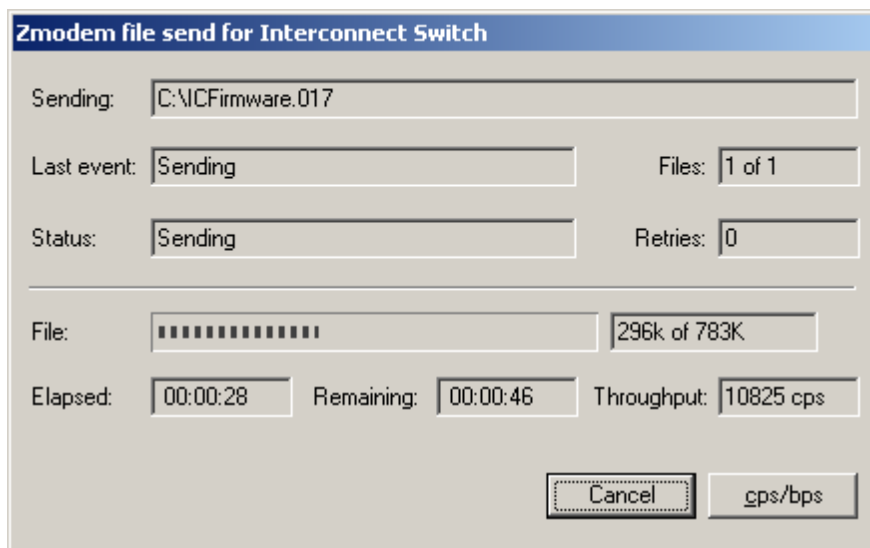 Zmodem file send for Interconnect Switch
Sending: C:\ICFirmware.017
Last event: Sending Files: 1 of 1
Status: Sending Retries: 0
File: 296k of 783K
Elapsed: 00:00:28 Remaining: 00:00:46 Throughput: 10825 cps
Cancel cps/bps